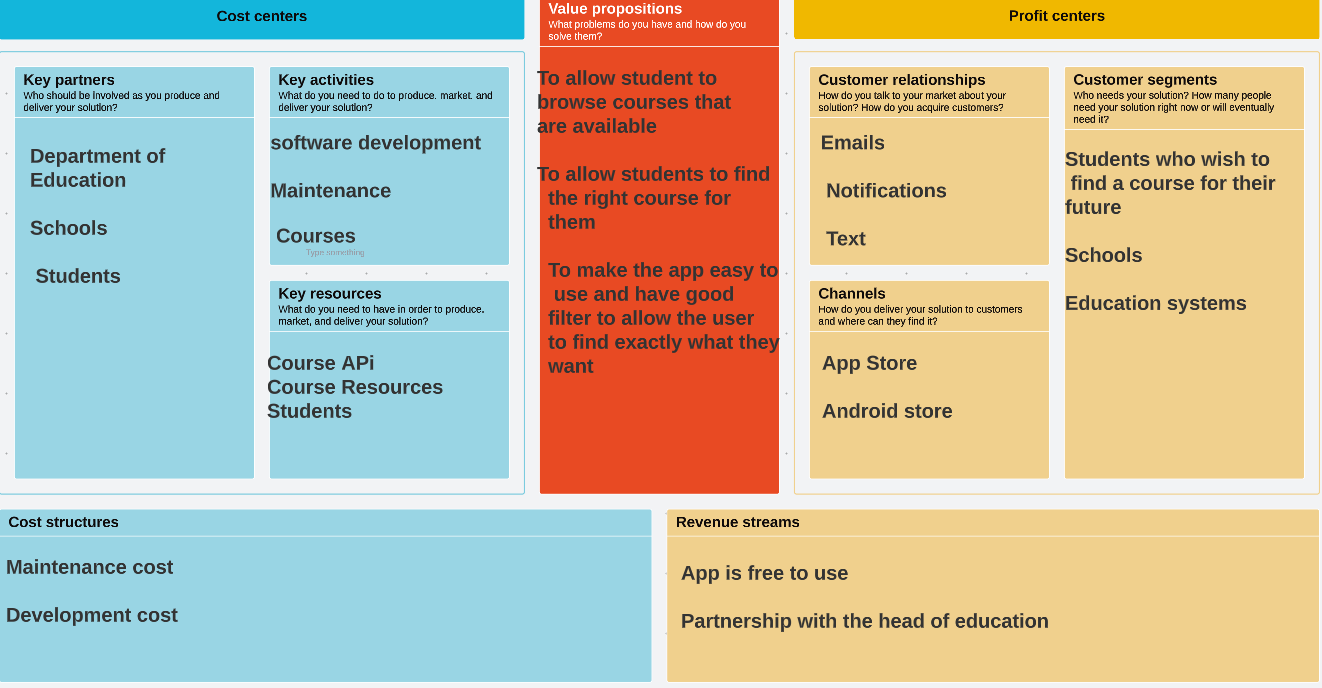 Cost centers
Key partners
Who should be involved as you produce and
deliver your solution?
Department of
Education
Schools
Students
Key activities
What do you need to do to produce, market, and
deliver your solution?
software development
Maintenance
Courses
Type something
Key resources
What do you need to have in order to produce,
market, and deliver your solution?
Course APi
Course Resources
Students
Value propositions
What problems do you have and how do you
solve them?
To allow student to
browse courses that
are available
To allow students to find
the right course for
them
To make the app easy to
use and have good
filter to allow the user
to find exactly what they
want
Profit centers
Customer relationships
How do you talk to your market about your
solution? How do you acquire customers?
Emails
Notifications
Text
Channels
How do you deliver your solution to customers
and where can they find it?
App Store
Android store
Customer segments
Who needs your solution? How many people
need your solution right now or will eventually
need it?
Students who wish to
find a course for their
future
Schools
Education systems
Cost structures
Maintenance cost
Development cost
Revenue streams
App is free to use
Partnership with the head of education